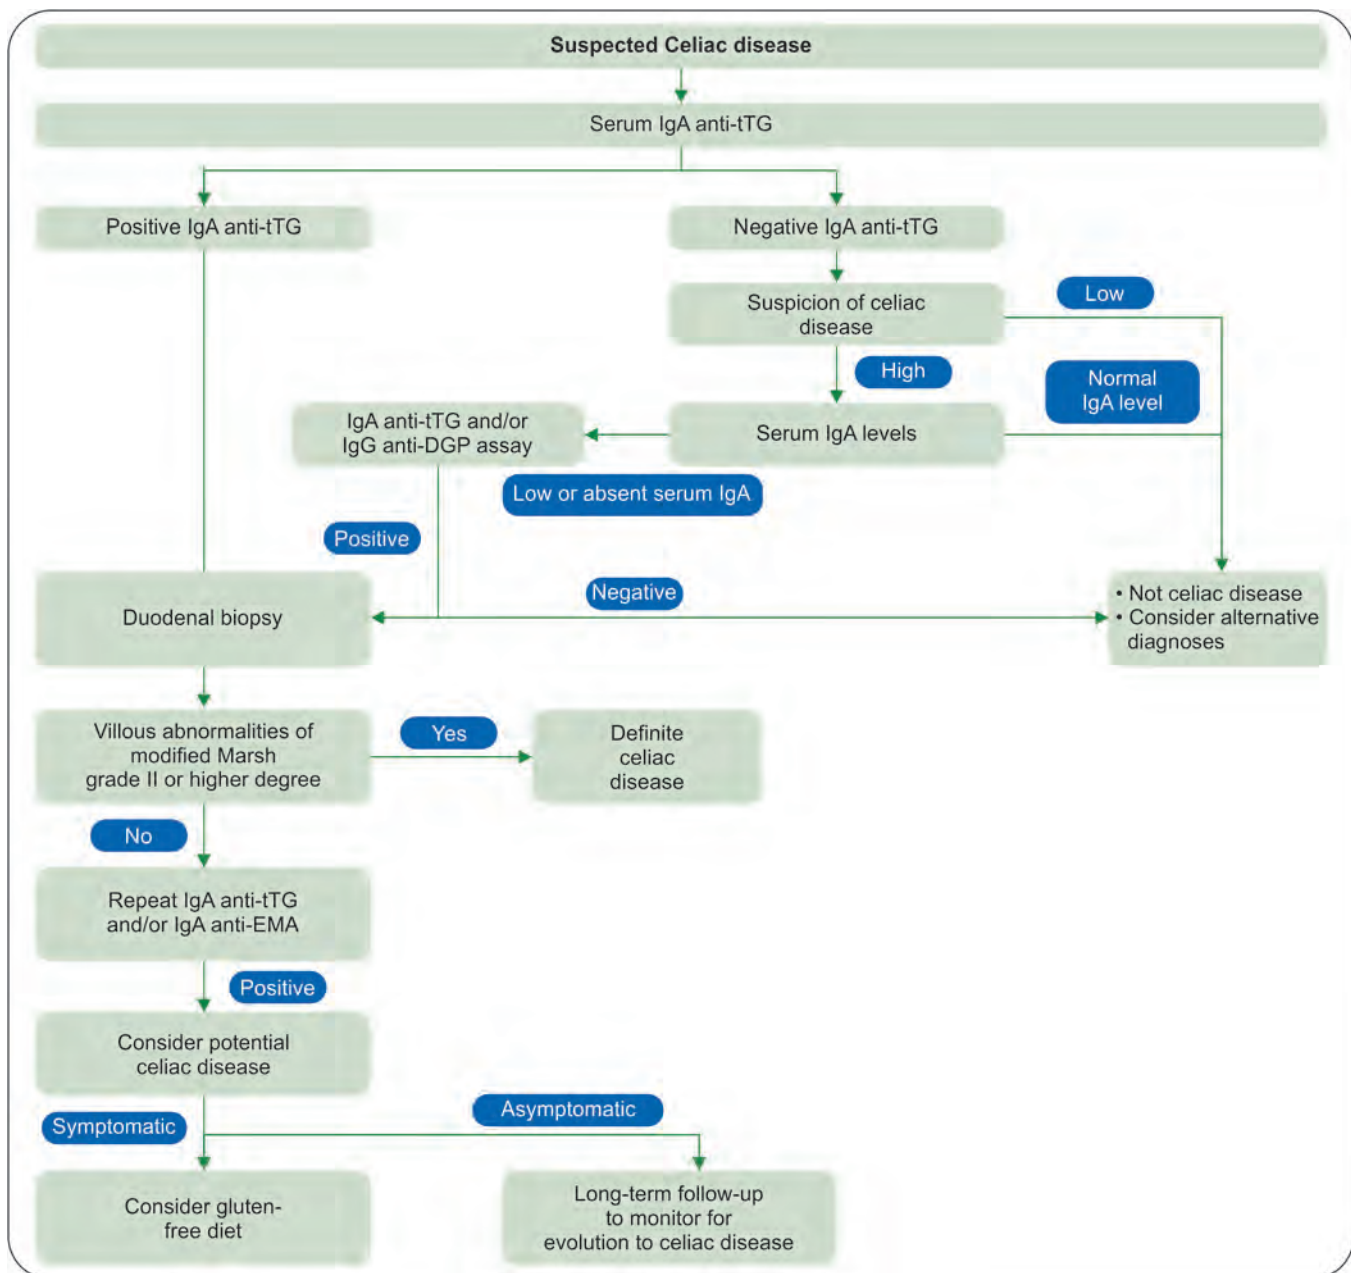 Suspected Celiac disease
Serum IgA anti-tTG
Positive IgA anti-tTG
Negative IgA anti-tTG
Suspicion of celiac
disease
Low
High
Normal
IgA level
IgA anti-tTG and/or
IgG anti-DGP assay
Serum IgA levels
Low or absent serum IgA
Positive
Negative
Duodenal biopsy
• Not celiac disease
• Consider alternative
diagnoses
Villous abnormalities of
modified Marsh
grade II or higher degree
Yes
Definite
celiac
disease
No
Repeat IgA anti-tTG
and/or IgA anti-EMA
Positive
Consider potential
celiac disease
Symptomatic
Asymptomatic
Consider gluten-
free diet
Long-term follow-up
to monitor for
evolution to celiac disease